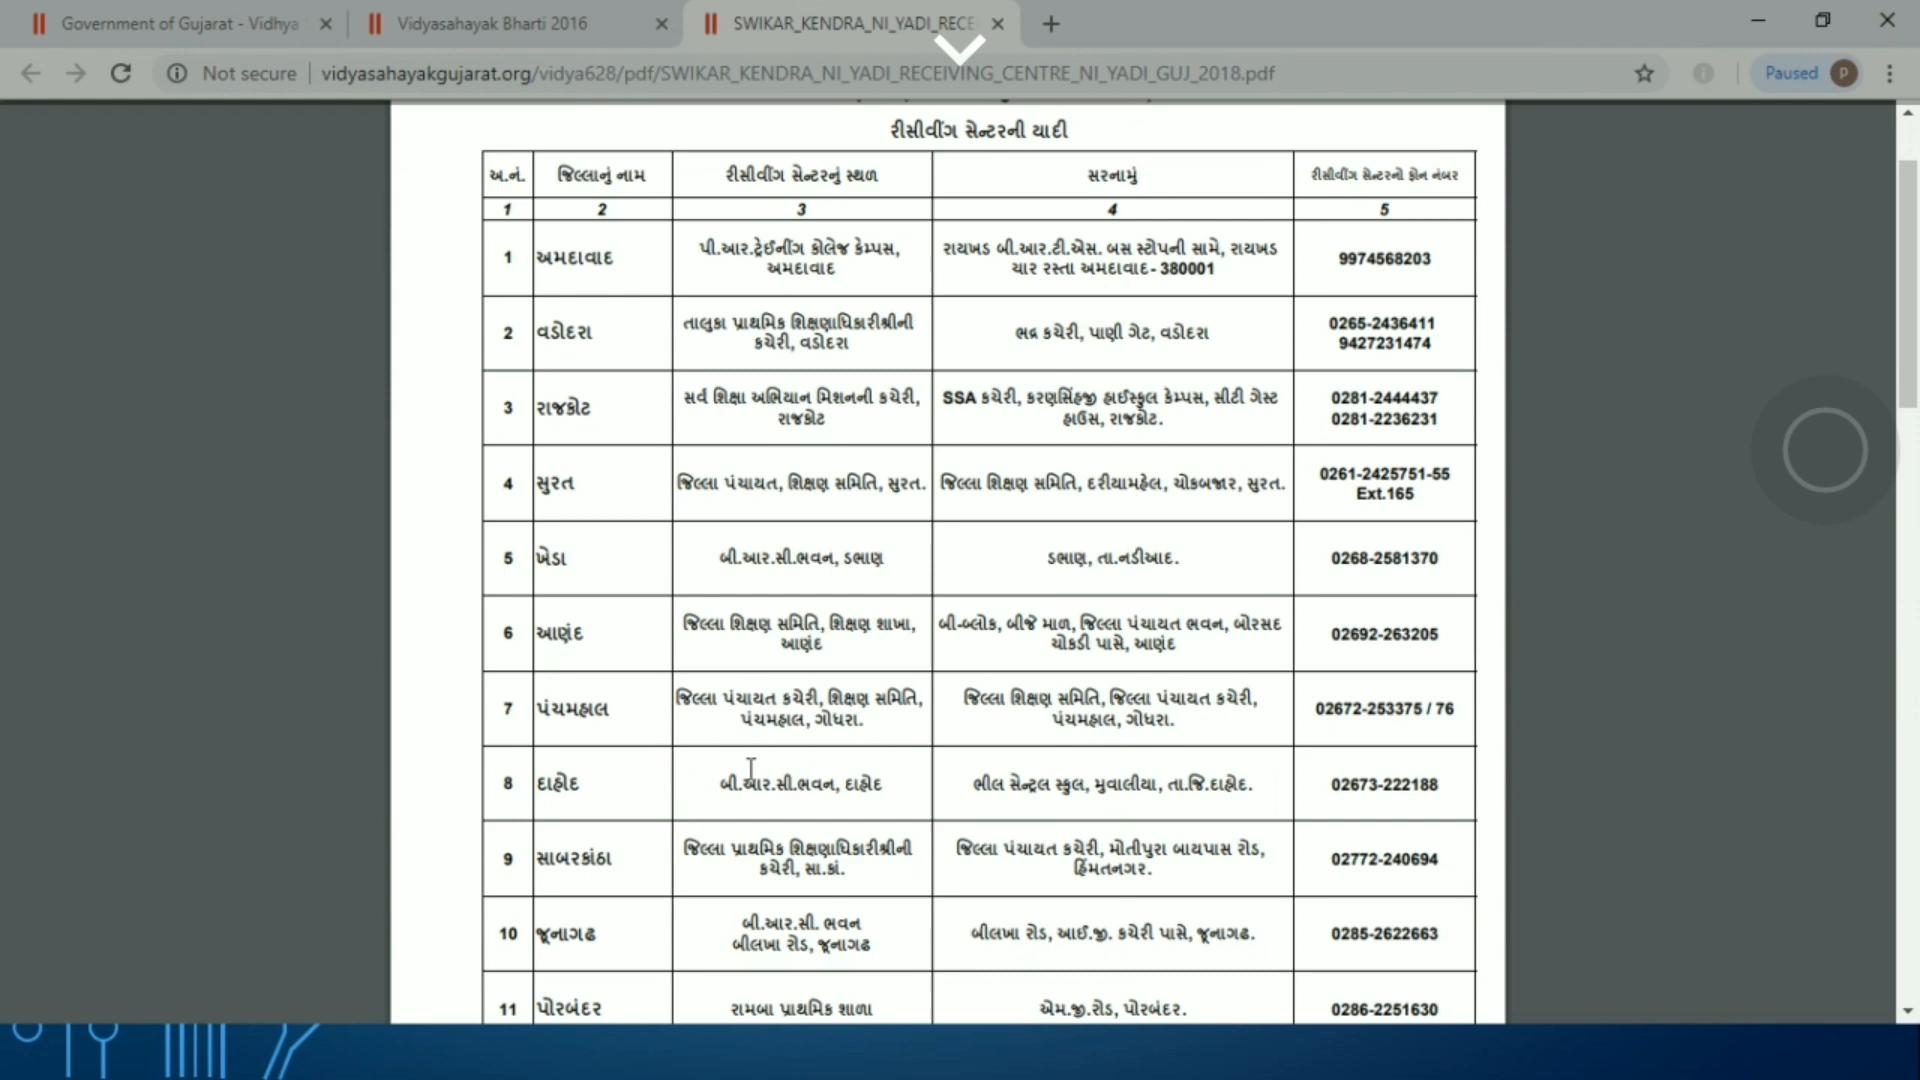 Government of Gujarat - Vidhya
Vidyasahayak Bharti 2016
SWIKAR_KENDRA_NI_YADI_RECE
Not secure
vidyasahayakgujarat.org/vidya628/pdf/SWIKAR_KENDRA_NI_YADI_RECEIVING_CENTRE_NI_YADI_GUJ_2018.pdf
Paused
P
રીસીવીંગ સેન્ટરની યાદી
અ.નં. જિલ્લાનું નામ રીસીવીંગ સેન્ટરનું સ્થળ સરનામું રીસીવીંગ સેન્ટરનો ફોન નંબર
1 2 3 4 5
1 અમદાવાદ
પી.આર.ટ્રેઈનીંગ કોલેજ કેમ્પસ,
અમદાવાદ
રાયખડ બી.આર.ટી.એસ. બસ સ્ટોપની સામે, રાયખડ
ચાર રસ્તા અમદાવાદ- 380001
9974568203
2 વડોદરા
તાલુકા પ્રાથમિક શિક્ષણાધિકારીશ્રીની
કચેરી, વડોદરા
ભદ્ર કચેરી, પાણી ગેટ, વડોદરા
0265-2436411
9427231474
3 રાજકોટ
સર્વ શિક્ષા અભિયાન મિશનની કચેરી,
રાજકોટ
SSA કચેરી, કરણસિંહજી હાઈસ્કુલ કેમ્પસ, સીટી ગેસ્ટ
હાઉસ, રાજકોટ.
0281-2444437
0281-2236231
4 સુરત
જિલ્લા પંચાયત, શિક્ષણ સમિતિ, સુરત.
જિલ્લા શિક્ષણ સમિતિ, દરીયામહેલ, ચોકબજાર, સુરત.
0261-2425751-55
Ext.165
5 ખેડા
બી.આર.સી.ભવન, ડભાણ
ડભાણ, તા.નડીઆદ.
0268-2581370
6 આણંદ
જિલ્લા શિક્ષણ સમિતિ, શિક્ષણ શાખા,
આણંદ
બી-બ્લોક, બીજે માળ, જિલ્લા પંચાયત ભવન, બોરસદ
ચોકડી પાસે, આણંદ
02692-263205
7 પંચમહાલ
જિલ્લા પંચાયત કચેરી, શિક્ષણ સમિતિ,
પંચમહાલ, ગોધરા.
જિલ્લા શિક્ષણ સમિતિ, જિલ્લા પંચાયત કચેરી,
પંચમહાલ, ગોધરા.
02672-253375 / 76
8 દાહોદ
બી.આર.સી.ભવન, દાહોદ
ભીલ સેન્ટ્રલ સ્કુલ, મુવાલીયા, તા.જિ.દાહોદ.
02673-222188
9 સાબરકાંઠા
જિલ્લા પ્રાથમિક શિક્ષણાધિકારીશ્રીની
કચેરી, સા.કાં.
જિલ્લા પંચાયત કચેરી, મોતીપુરા બાયપાસ રોડ,
હિંમતનગર.
02772-240694
10 જૂનાગઢ
બી.આર.સી. ભવન
બીલખા રોડ, જૂનાગઢ
બીલખા રોડ, આઈ.જી. કચેરી પાસે, જૂનાગઢ.
0285-2622663
11 પોરબંદર
રામબા પ્રાથમિક શાળા
એમ.જી.રોડ, પોરબંદર.
0286-2251630